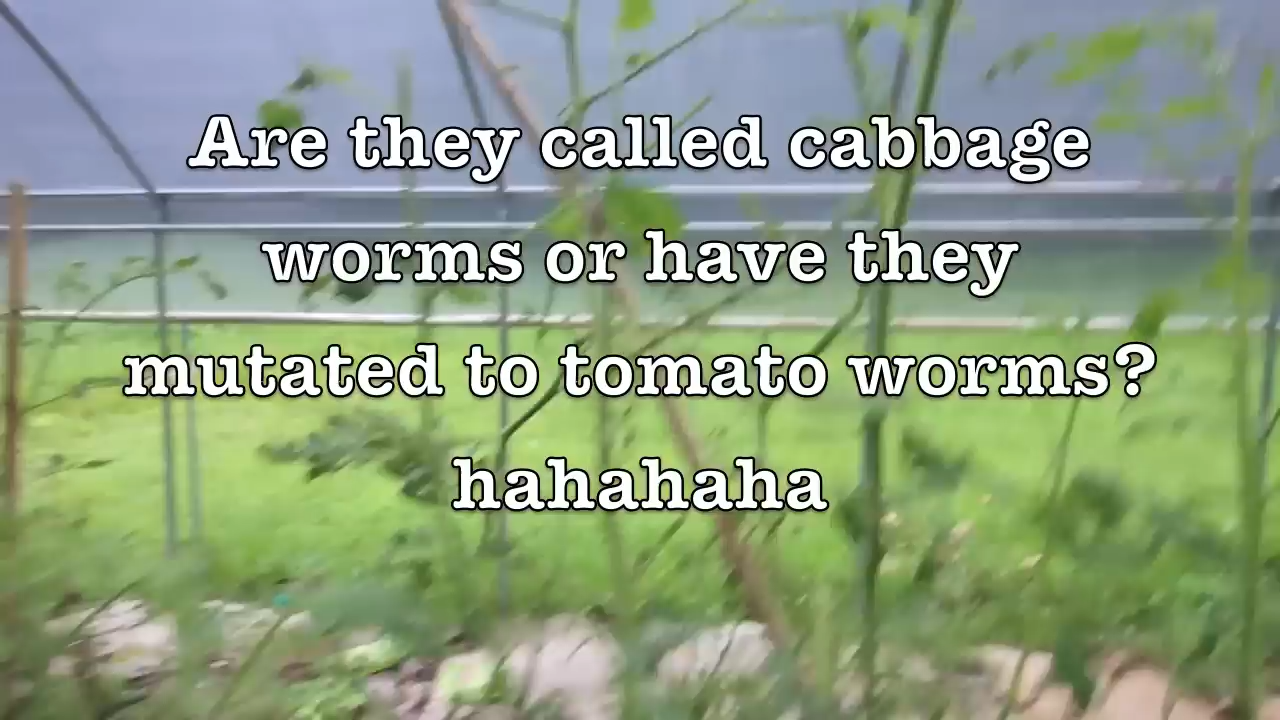 Are they called cabbage
worms or have they
mutated to tomato worms?
hahahaha